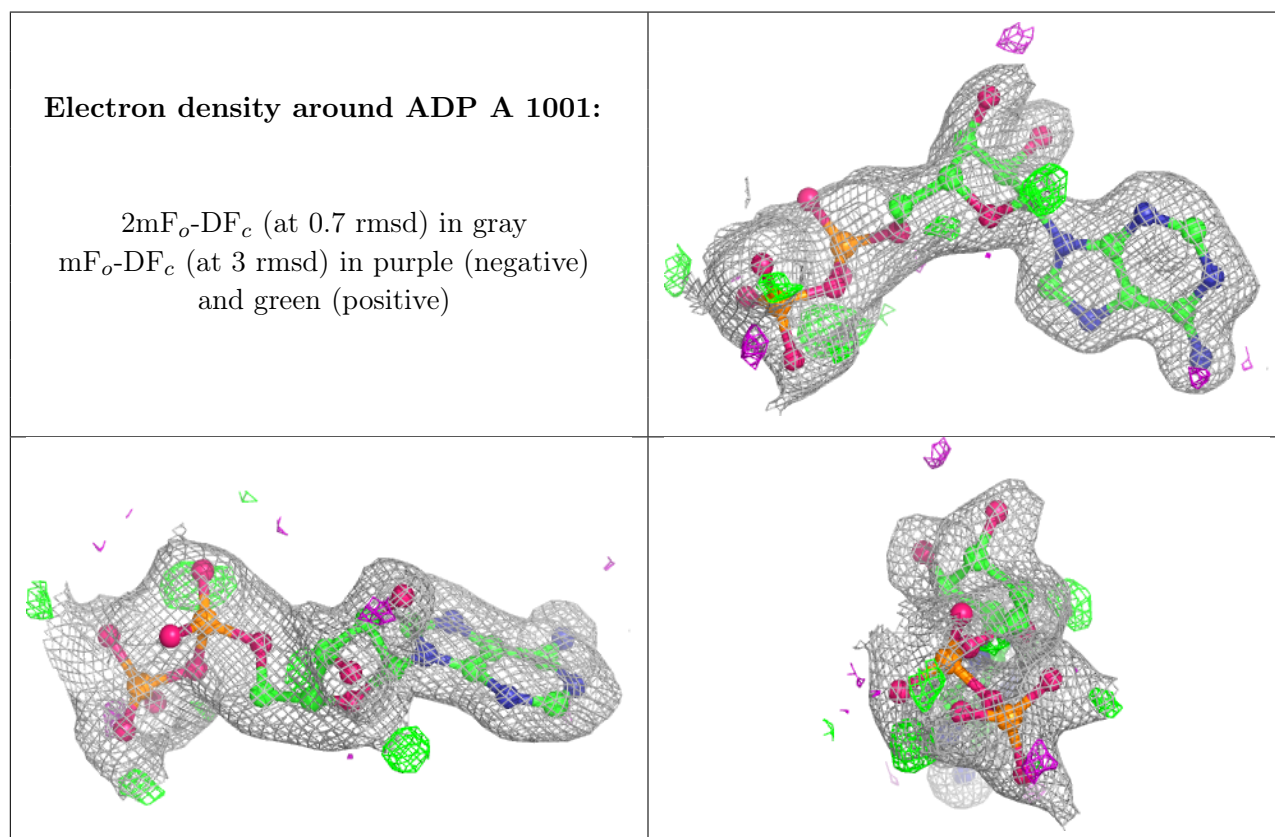 Electron density around ADP A 1001:
2mFo-DFc (at 0.7 rmsd) in gray
mFo-DFc (at 3 rmsd) in purple (negative)
and green (positive)